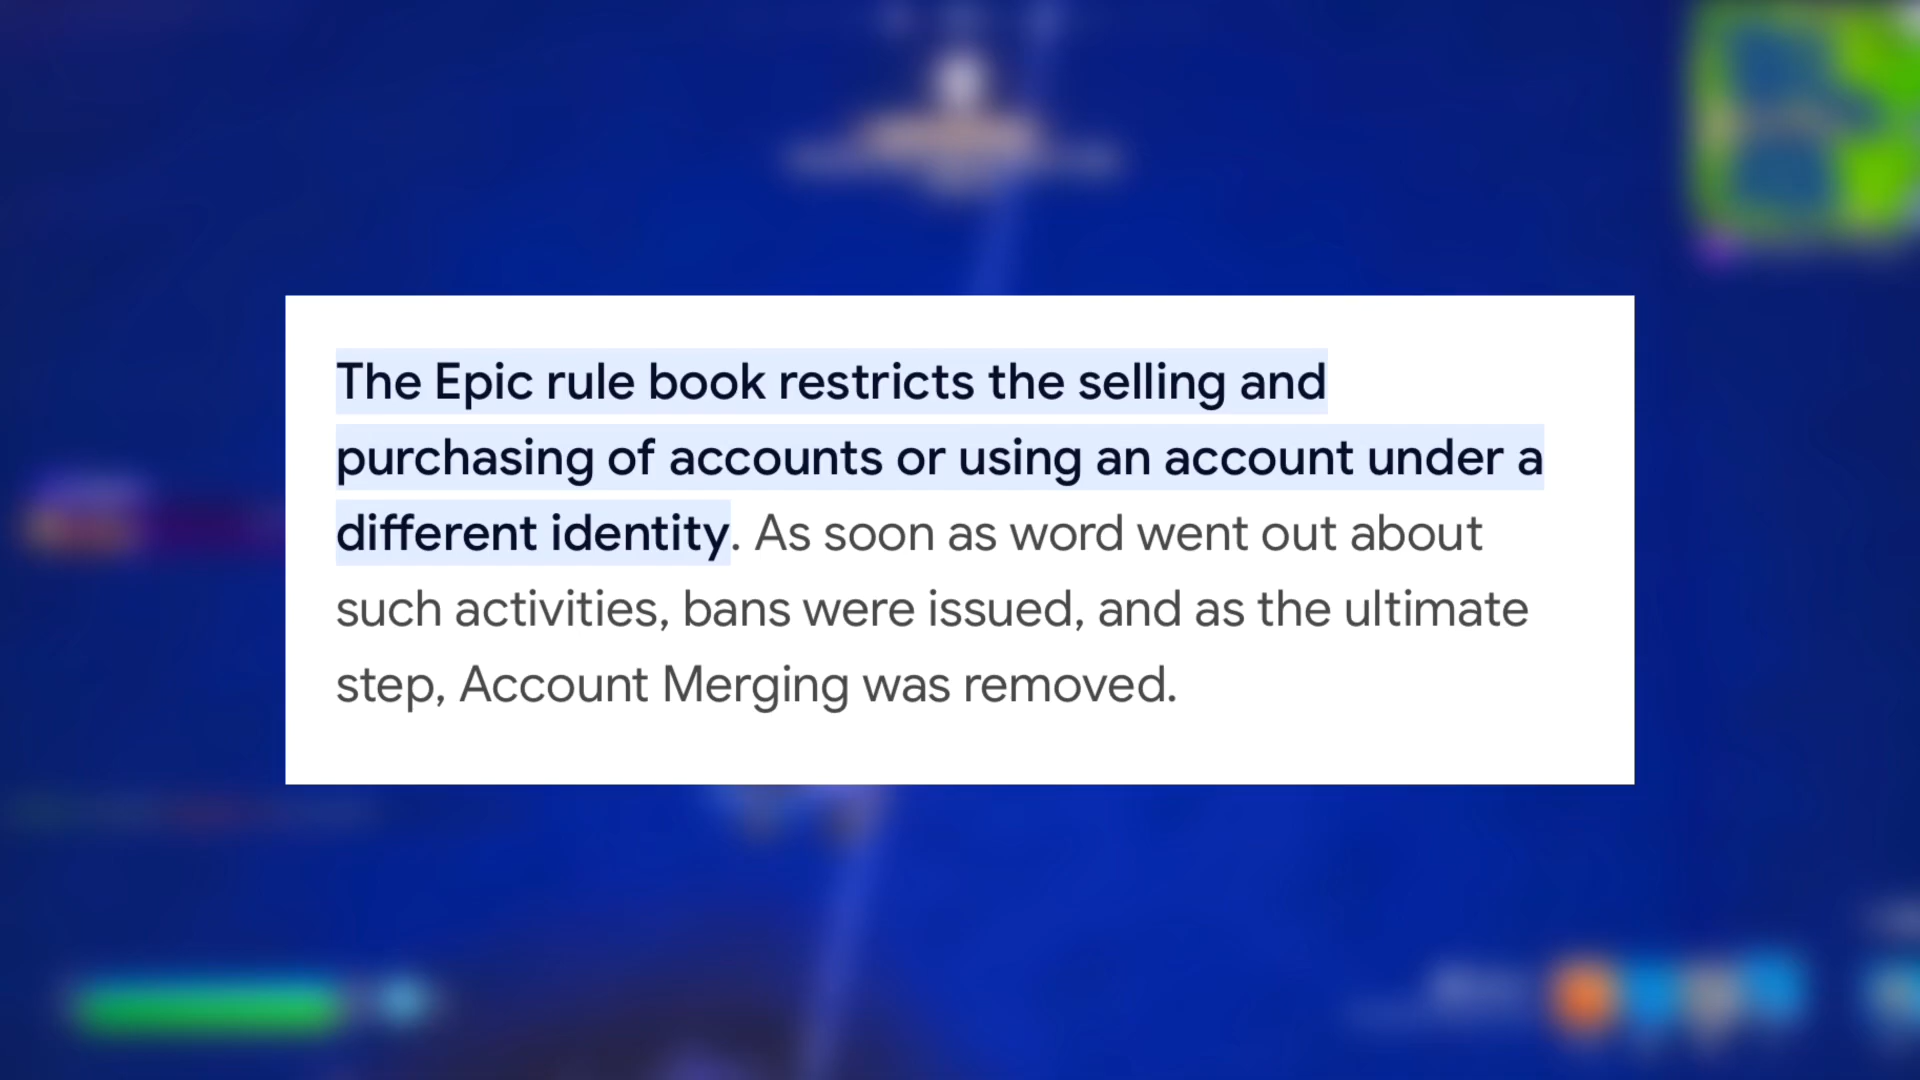 The Epic rule book restricts the selling and
purchasing of accounts or using an account under a
different identity. As soon as word went out about
such activities, bans were issued, and as the ultimate
step, Account Merging was removed.